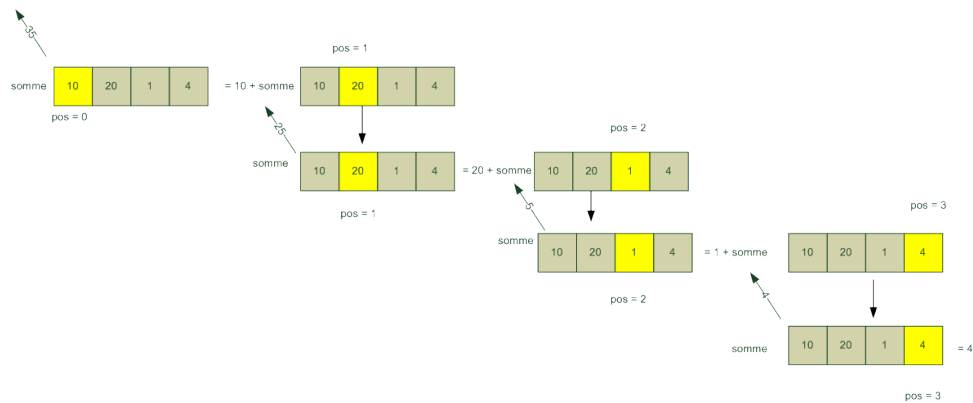 35
pos = 1
somme 10 20 1 4 = 10 + somme 10 20 1 4
pos = 0
25
pos = 2
somme 10 20 1 4 = 20 + somme 10 20 1 4
pos = 1
5
pos = 3
somme 10 20 1 4 = 1 + somme 10 20 1 4
pos = 2
4
somme 10 20 1 4 = 4
pos = 3